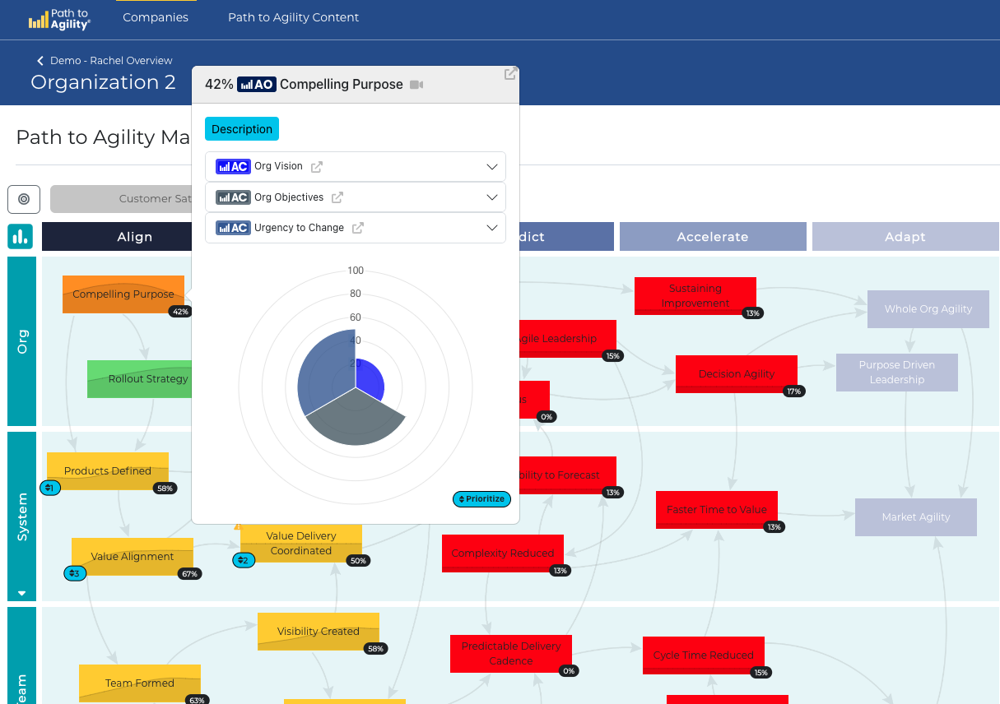 Path to
Agility®
Companies
Path to Agility Content
Demo - Rachel Overview
Organization 2
42% AO Compelling Purpose
Description
AC Org Vision
AC Org Objectives
AC Urgency to Change
100
80
60
40
20
Prioritize
Path to Agility Ma
Customer Sat
Align
dict
Accelerate
Adapt
Org
Compelling Purpose
42%
Rollout Strategy
Agile Leadership
15%
0%
Sustaining
Improvement
13%
Decision Agility
17%
Whole Org Agility
Purpose Driven
Leadership
System
Products Defined
1
58%
Value Alignment
3
67%
Value Delivery
Coordinated
2
50%
ility to Forecast
13%
Complexity Reduced
13%
Faster Time to Value
13%
Market Agility
eam
Visibility Created
58%
Team Formed
63%
Predictable Delivery
Cadence
0%
Cycle Time Reduced
15%